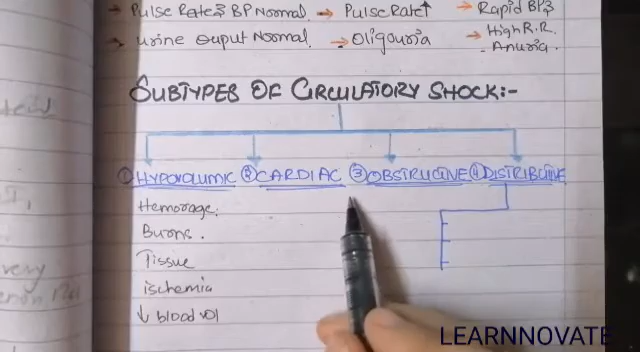 → Pulse Rate & BP Normal → Pulse Rate↑ → Rapid BP↓
→ Urine Ouput Normal → Oligouria → High R.R.
Anuria
SUBTYPES OF CIRCULATORY SHOCK:-
① HYPOVOLUMIC ② CARDIAC ③ OBSTRUCTIVE ④ DISTRIBUTIVE
Hemorage.
Burns.
Tissue
ischemia
↓ blood vol
LEARNNOVATE